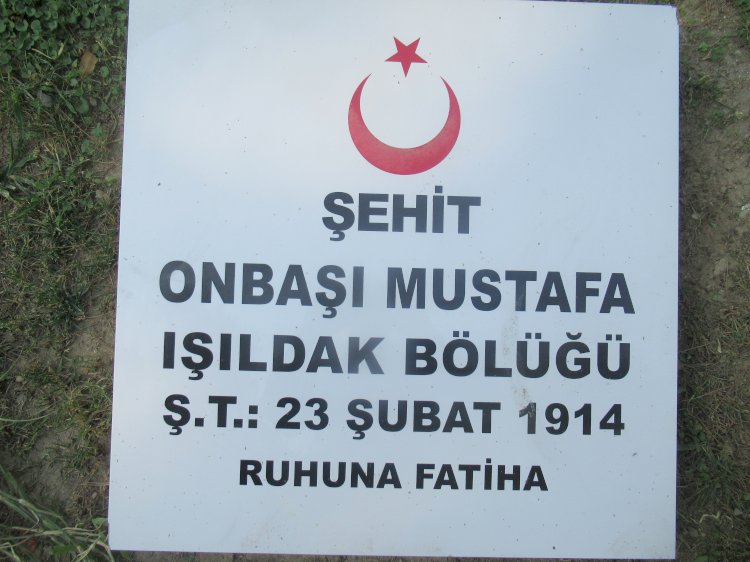 ŞEHİT
ONBAŞI MUSTAFA
IŞILDAK BÖLÜĞÜ
Ş.T.: 23 ŞUBAT 1914
RUHUNA FATİHA